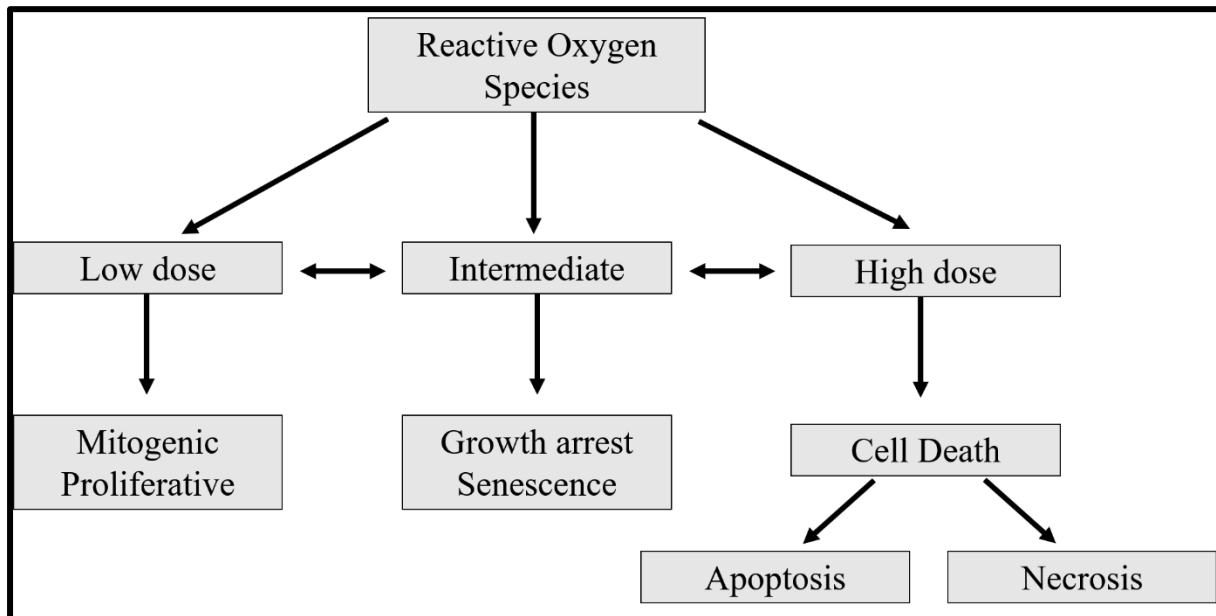 Reactive Oxygen
Species
Low dose
Intermediate
High dose
Mitogenic
Proliferative
Growth arrest
Senescence
Cell Death
Apoptosis
Necrosis